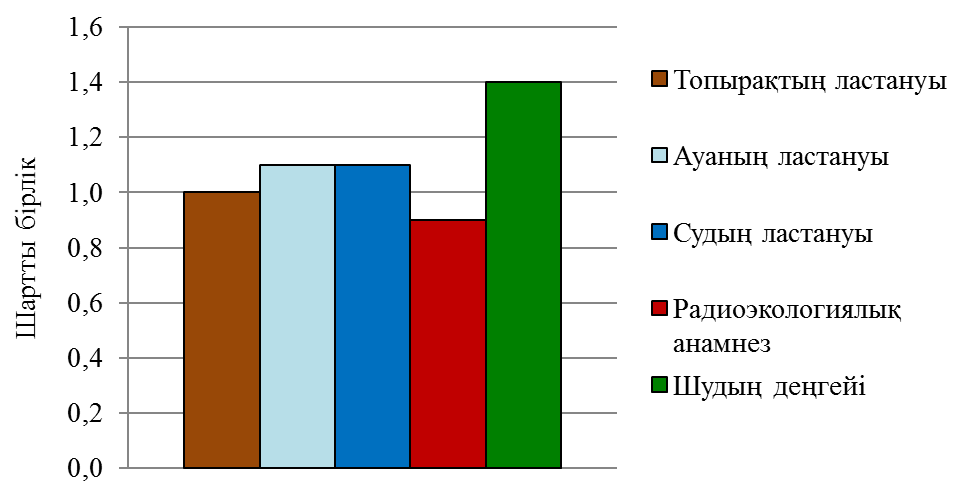 Шартты бірлік
1,6
1,4
1,2
1,0
0,8
0,6
0,4
0,2
0,0
Топырақтың ластануы
Ауаның ластануы
Судың ластануы
Радиоэкологиялық
анамнез
Шудың деңгейі